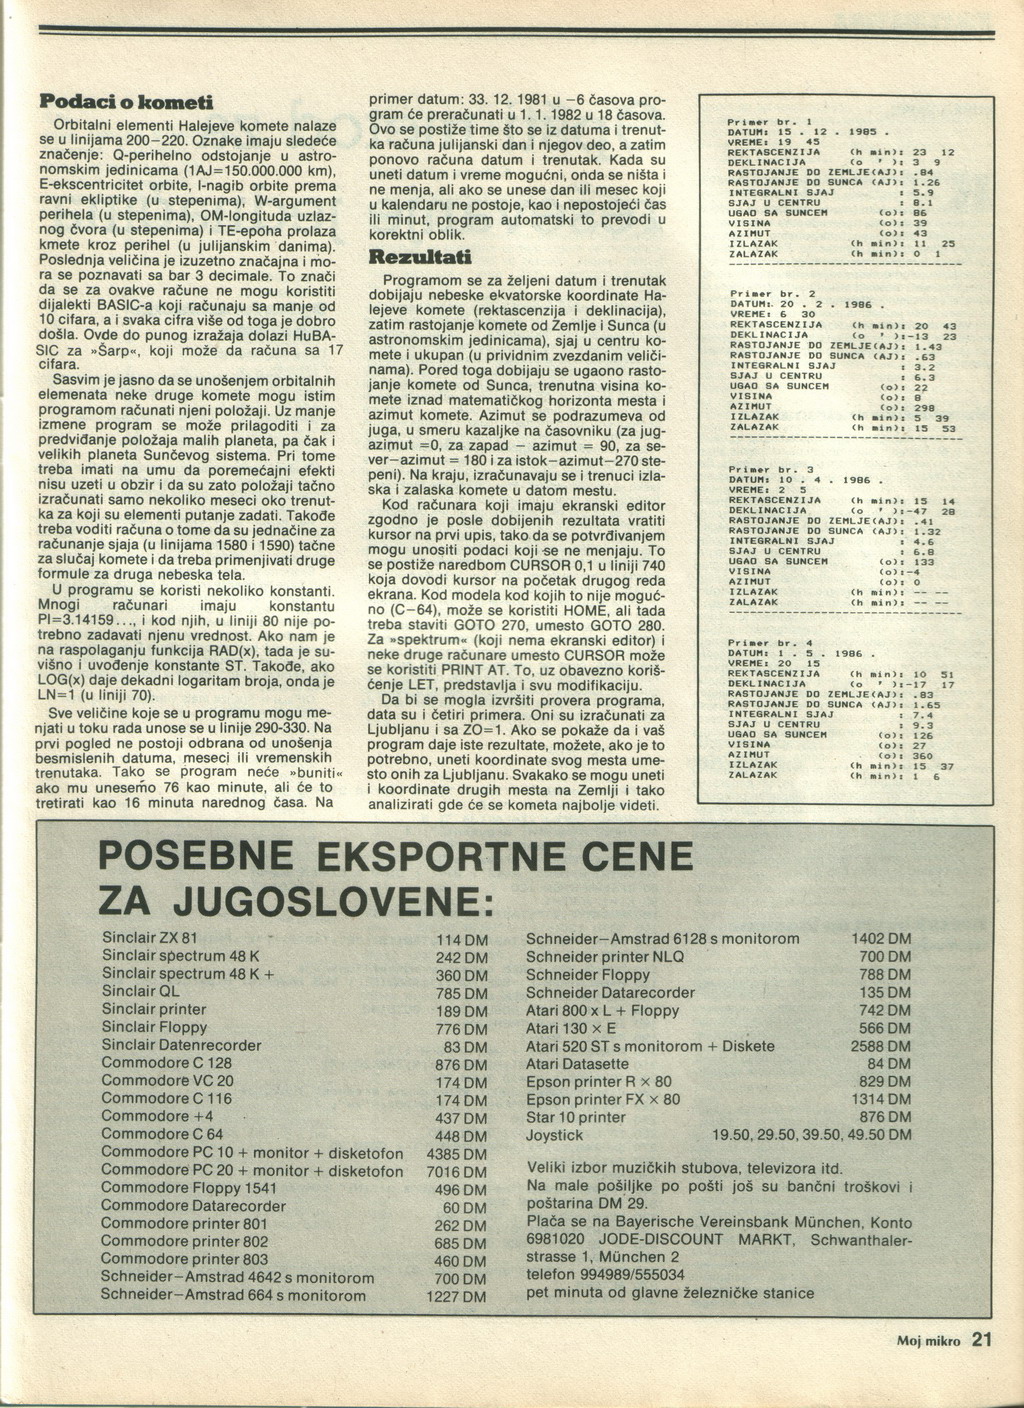 Podaci o kometi
Orbitalni elementi Halejeve komete nalaze
se u linijama 200–220. Oznake imaju sledeće
značenje: Q-perihelno odstojanje u astro-
nomskim jedinicama (1AJ=150.000.000 km),
E-ekscentricitet orbite, I-nagib orbite prema
ravni ekliptike (u stepenima), W-argument
perihela (u stepenima), OM-longituda uzlaz-
nog čvora (u stepenima) i TE-epoha prolaza
kmete kroz perihel (u julijanskim danima).
Poslednja veličina je izuzetno značajna i mo-
ra se poznavati sa bar 3 decimale. To znači
da se za ovakve račune ne mogu koristiti
dijalekti BASIC-a koji računaju sa manje od
10 cifara, a i svaka cifra više od toga je dobro
došla. Ovde do punog izražaja dolazi HuBA-
SIC za »Šarp«, koji može da računa sa 17
cifara.
Sasvim je jasno da se unošenjem orbitalnih
elemenata neke druge komete mogu istim
programom računati njeni položaji. Uz manje
izmene program se može prilagoditi i za
predviđanje položaja malih planeta, pa čak i
velikih planeta Sunčevog sistema. Pri tome
treba imati na umu da poremećajni efekti
nisu uzeti u obzir i da su zato položaji tačno
izračunati samo nekoliko meseci oko trenut-
ka za koji su elementi putanje zadati. Takođe
treba voditi računa o tome da su jednačine za
računanje sjaja (u linijama 1580 i 1590) tačne
za slučaj komete i da treba primenjivati druge
formule za druga nebeska tela.
U programu se koristi nekoliko konstanti.
Mnogi računari imaju konstantu
PI=3.14159..., i kod njih, u liniji 80 nije po-
trebno zadavati njenu vrednost. Ako nam je
na raspolaganju funkcija RAD(x), tada je su-
višno i uvođenje konstante ST. Takođe, ako
LOG(x) daje dekadni logaritam broja, onda je
LN=1 (u liniji 70).
Sve veličine koje se u programu mogu me-
njati u toku rada unose se u linije 290-330. Na
prvi pogled ne postoji odbrana od unošenja
besmislenih datuma, meseci ili vremenskih
trenutaka. Tako se program neće »buniti«
ako mu unesemo 76 kao minute, ali će to
tretirati kao 16 minuta narednog časa. Na
primer datum: 33. 12. 1981 u –6 časova pro-
gram će preračunati u 1. 1. 1982 u 18 časova.
Ovo se postiže time što se iz datuma i trenut-
ka računa julijanski dan i njegov deo, a zatim
ponovo računa datum i trenutak. Kada su
uneti datum i vreme mogućni, onda se ništa i
ne menja, ali ako se unese dan ili mesec koji
u kalendaru ne postoje, kao i nepostojeći čas
ili minut, program automatski to prevodi u
korektni oblik.
Rezultati
Programom se za željeni datum i trenutak
dobijaju nebeske ekvatorske koordinate Ha-
lejeve komete (rektascenzija i deklinacija),
zatim rastojanje komete od Zemlje i Sunca (u
astronomskim jedinicama), sjaj u centru ko-
mete i ukupan (u prividnim zvezdanim veliči-
nama). Pored toga dobijaju se ugaono rasto-
janje komete od Sunca, trenutna visina ko-
mete iznad matematičkog horizonta mesta i
azimut komete. Azimut se podrazumeva od
juga, u smeru kazaljke na časovniku (za jug-
azimut =0, za zapad – azimut = 90, za se-
ver–azimut = 180 i za istok–azimut–270 ste-
peni). Na kraju, izračunavaju se i trenuci izla-
ska i zalaska komete u datom mestu.
Kod računara koji imaju ekranski editor
zgodno je posle dobijenih rezultata vratiti
kursor na prvi upis, tako da se potvrđivanjem
mogu unositi podaci koji se ne menjaju. To
se postiže naredbom CURSOR 0,1 u liniji 740
koja dovodi kursor na početak drugog reda
ekrana. Kod modela kod kojih to nije moguć-
no (C–64), može se koristiti HOME, ali tada
treba staviti GOTO 270, umesto GOTO 280.
Za »spektrum« (koji nema ekranski editor) i
neke druge računare umesto CURSOR može
se koristiti PRINT AT. To, uz obavezno koriš-
ćenje LET, predstavlja i svu modifikaciju.
Da bi se mogla izvršiti provera programa,
data su i četiri primera. Oni su izračunati za
Ljubljanu i sa ZO=1. Ako se pokaže da i vaš
program daje iste rezultate, možete, ako je to
potrebno, uneti koordinate svog mesta ume-
sto onih za Ljubljanu. Svakako se mogu uneti
i koordinate drugih mesta na Zemlji i tako
analizirati gde će se kometa najbolje videti.
Primer br. 1
DATUM: 15 . 12 . 1985 .
VREME: 19 45
REKTASCENZIJA (h min): 23 12
DEKLINACIJA (o ' ): 3 9
RASTOJANJE DO ZEMLJE(AJ): .84
RASTOJANJE DO SUNCA (AJ): 1.26
INTEGRALNI SJAJ : 5.9
SJAJ U CENTRU : 8.1
UGAO SA SUNCEM (o): 86
VISINA (o): 39
AZIMUT (o): 43
IZLAZAK (h min): 11 25
ZALAZAK (h min): 0 1
Primer br. 2
DATUM: 20 . 2 . 1986 .
VREME: 6 30
REKTASCENZIJA (h min): 20 43
DEKLINACIJA (o ' ):-13 23
RASTOJANJE DO ZEMLJE(AJ): 1.43
RASTOJANJE DO SUNCA (AJ): .63
INTEGRALNI SJAJ : 3.2
SJAJ U CENTRU : 6.3
UGAO SA SUNCEM (o): 22
VISINA (o): 8
AZIMUT (o): 298
IZLAZAK (h min): 5 39
ZALAZAK (h min): 15 53
Primer br. 3
DATUM: 10 . 4 . 1986 .
VREME: 2 5
REKTASCENZIJA (h min): 15 14
DEKLINACIJA (o ' ):-47 28
RASTOJANJE DO ZEMLJE(AJ): .41
RASTOJANJE DO SUNCA (AJ): 1.32
INTEGRALNI SJAJ : 4.6
SJAJ U CENTRU : 6.8
UGAO SA SUNCEM (o): 133
VISINA (o):-4
AZIMUT (o): 0
IZLAZAK (h min): -- --
ZALAZAK (h min): -- --
Primer br. 4
DATUM: 1 . 5 . 1986 .
VREME: 20 15
REKTASCENZIJA (h min): 10 51
DEKLINACIJA (o ' ):-17 17
RASTOJANJE DO ZEMLJE(AJ): .83
RASTOJANJE DO SUNCA (AJ): 1.65
INTEGRALNI SJAJ : 7.4
SJAJ U CENTRU : 9.3
UGAO SA SUNCEM (o): 126
VISINA (o): 27
AZIMUT (o): 360
IZLAZAK (h min): 15 37
ZALAZAK (h min): 1 6
POSEBNE EKSPORTNE CENE
ZA JUGOSLOVENE:
Sinclair ZX 81 114 DM
Sinclair spectrum 48 K 242 DM
Sinclair spectrum 48 K + 360 DM
Sinclair QL 785 DM
Sinclair printer 189 DM
Sinclair Floppy 776 DM
Sinclair Datenrecorder 83 DM
Commodore C 128 876 DM
Commodore VC 20 174 DM
Commodore C 116 174 DM
Commodore +4 437 DM
Commodore C 64 448 DM
Commodore PC 10 + monitor + disketofon 4385 DM
Commodore PC 20 + monitor + disketofon 7016 DM
Commodore Floppy 1541 496 DM
Commodore Datarecorder 60 DM
Commodore printer 801 262 DM
Commodore printer 802 685 DM
Commodore printer 803 460 DM
Schneider–Amstrad 4642 s monitorom 700 DM
Schneider–Amstrad 664 s monitorom 1227 DM
Schneider–Amstrad 6128 s monitorom 1402 DM
Schneider printer NLQ 700 DM
Schneider Floppy 788 DM
Schneider Datarecorder 135 DM
Atari 800 x L + Floppy 742 DM
Atari 130 × E 566 DM
Atari 520 ST s monitorom + Diskete 2588 DM
Atari Datasette 84 DM
Epson printer R × 80 829 DM
Epson printer FX × 80 1314 DM
Star 10 printer 876 DM
Joystick 19.50, 29.50, 39.50, 49.50 DM
Veliki izbor muzičkih stubova, televizora itd.
Na male pošiljke po pošti još su bančni troškovi i
poštarina DM 29.
Plača se na Bayerische Vereinsbank München, Konto
6981020 JODE-DISCOUNT MARKT, Schwanthaler-
strasse 1, München 2
telefon 994989/555034
pet minuta od glavne železničke stanice
Moj mikro 21